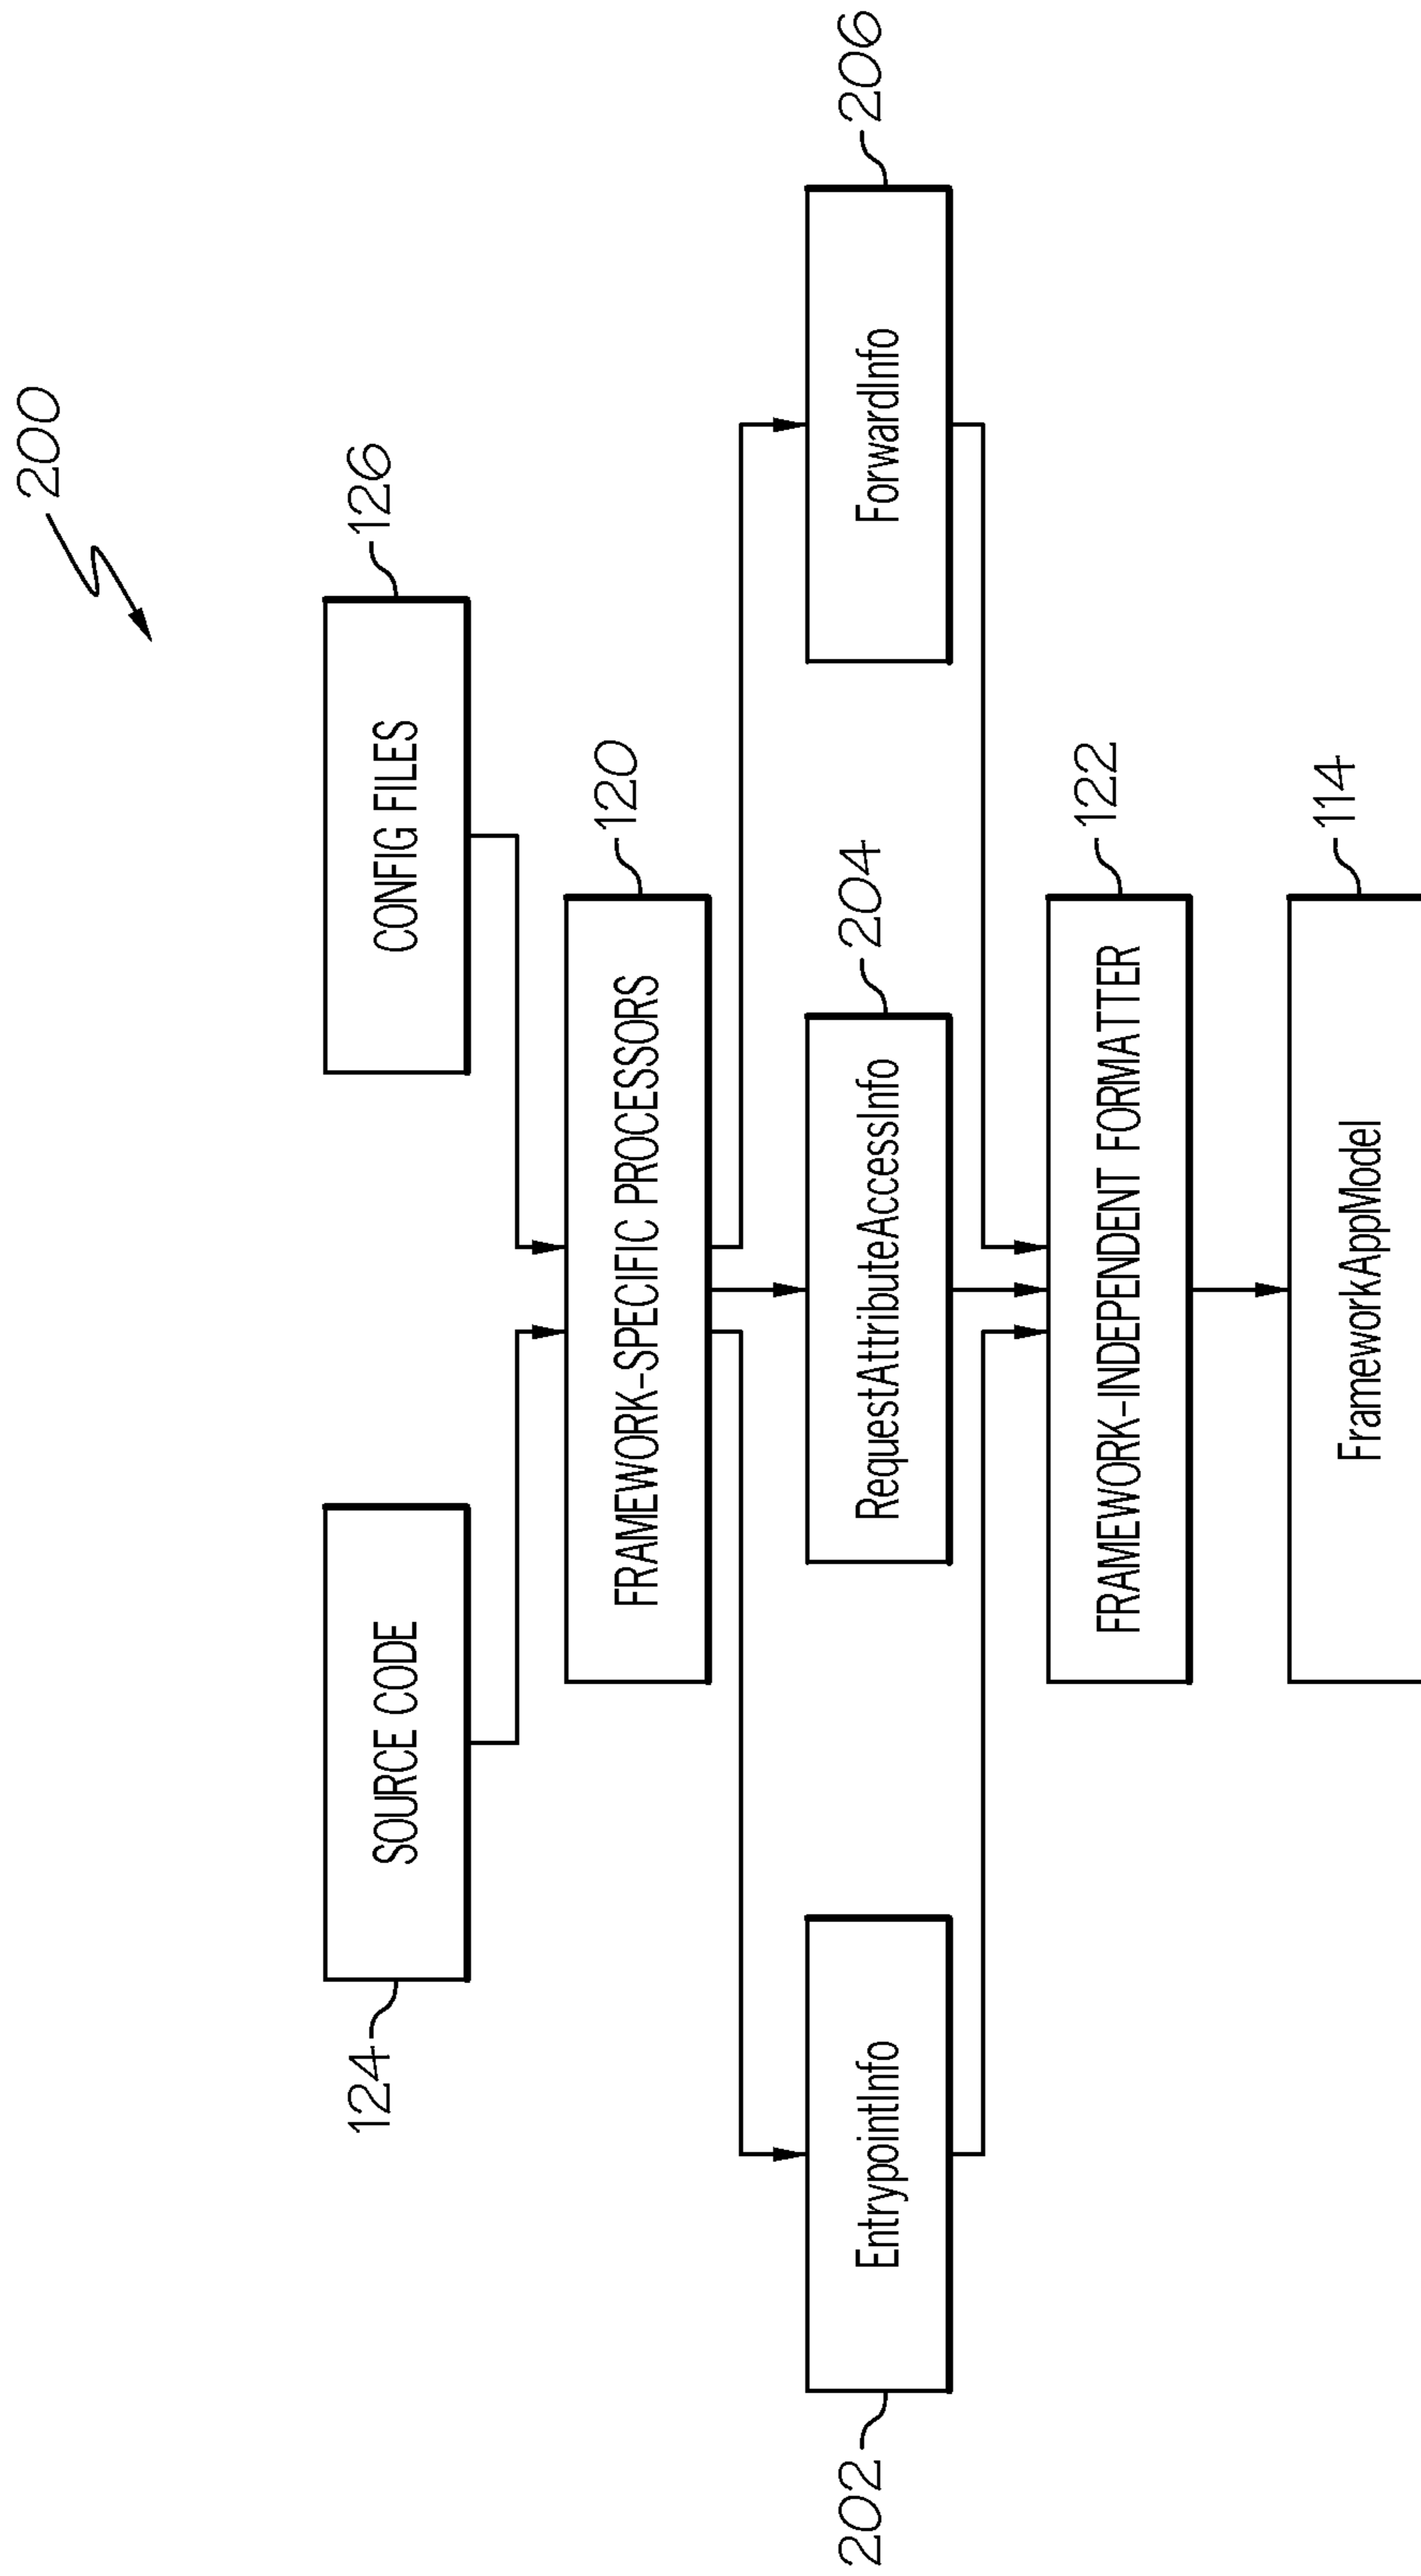 200
124
SOURCE CODE
CONFIG FILES
126
FRAMEWORK-SPECIFIC PROCESSORS
120
202
EntrypointInfo
RequestAttributeAccessInfo
204
ForwardInfo
206
FRAMEWORK-INDEPENDENT FORMATTER
122
FrameworkAppModel
114